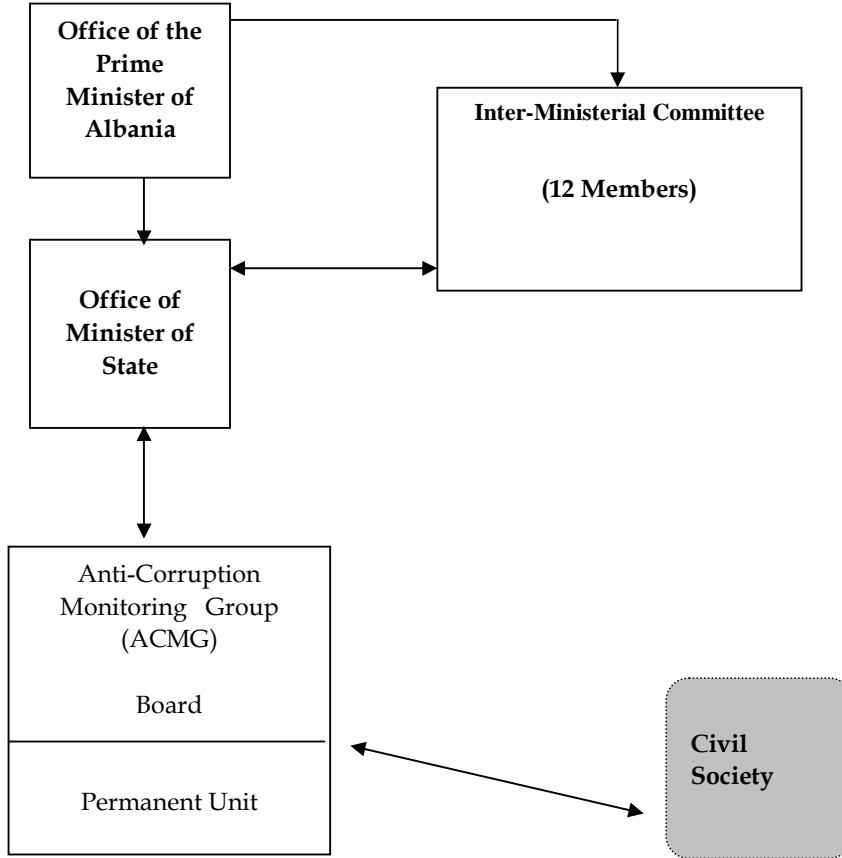 Office of the
Prime
Minister of
Albania
Inter-Ministerial Committee
(12 Members)
Office of
Minister of
State
Anti-Corruption
Monitoring Group
(ACMG)
Board
Permanent Unit
Civil
Society